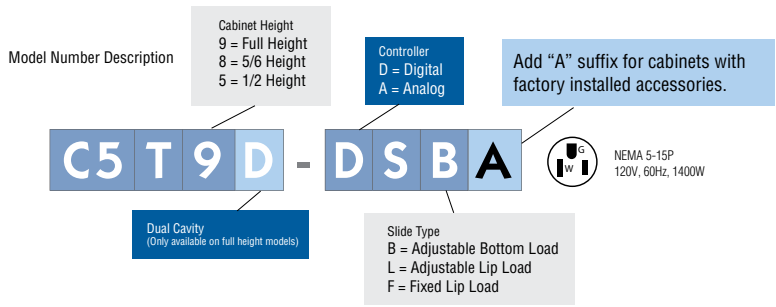 Model Number Description
Cabinet Height
9 = Full Height
8 = 5/6 Height
5 = 1/2 Height
Controller
D = Digital
A = Analog
Add “A” suffix for cabinets with
factory installed accessories.
C5 T 9 D - D S B A
G
W
NEMA 5-15P
120V, 60Hz, 1400W
Dual Cavity
(Only available on full height models)
Slide Type
B = Adjustable Bottom Load
L = Adjustable Lip Load
F = Fixed Lip Load